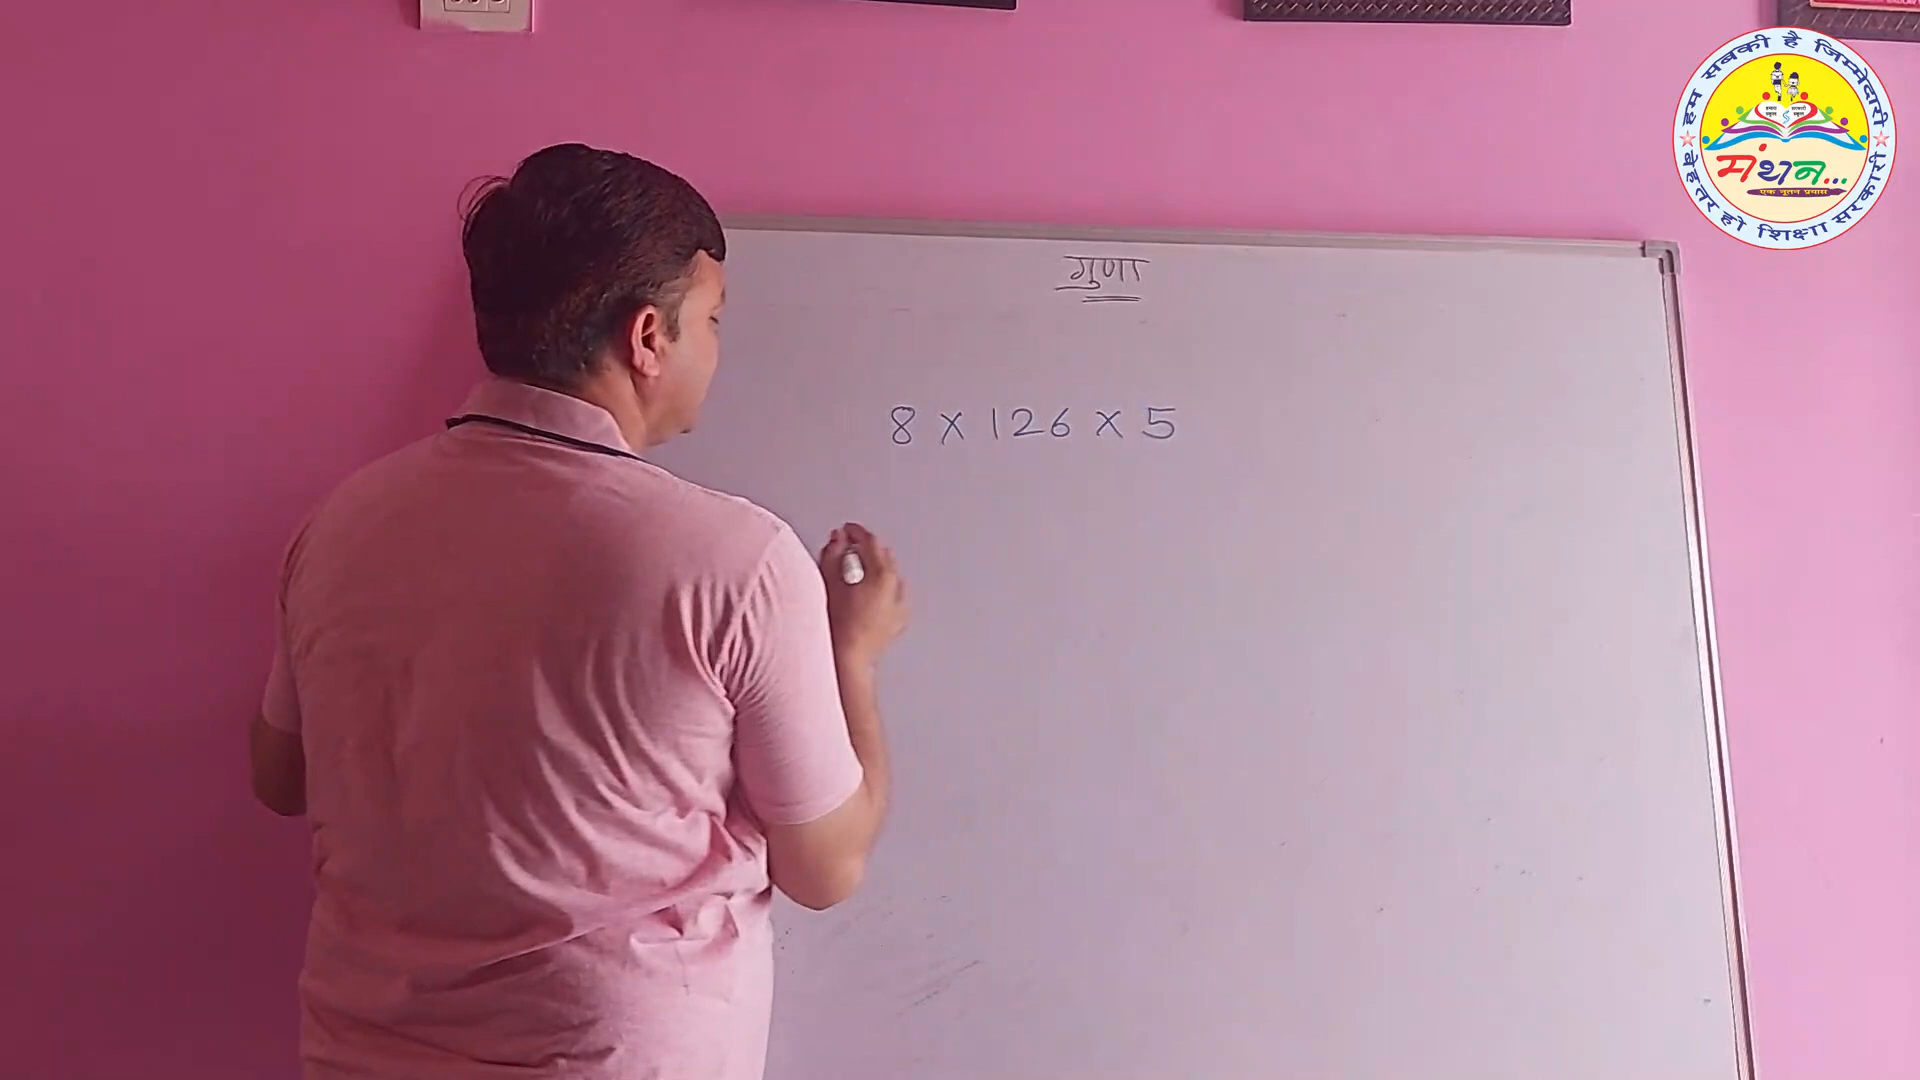 हम सबकी है जिम्मेदारी
मंथन...
एक नूतन प्रयास
बेहतर हो शिक्षा सरकारी
गुणा
8 x 126 x 5